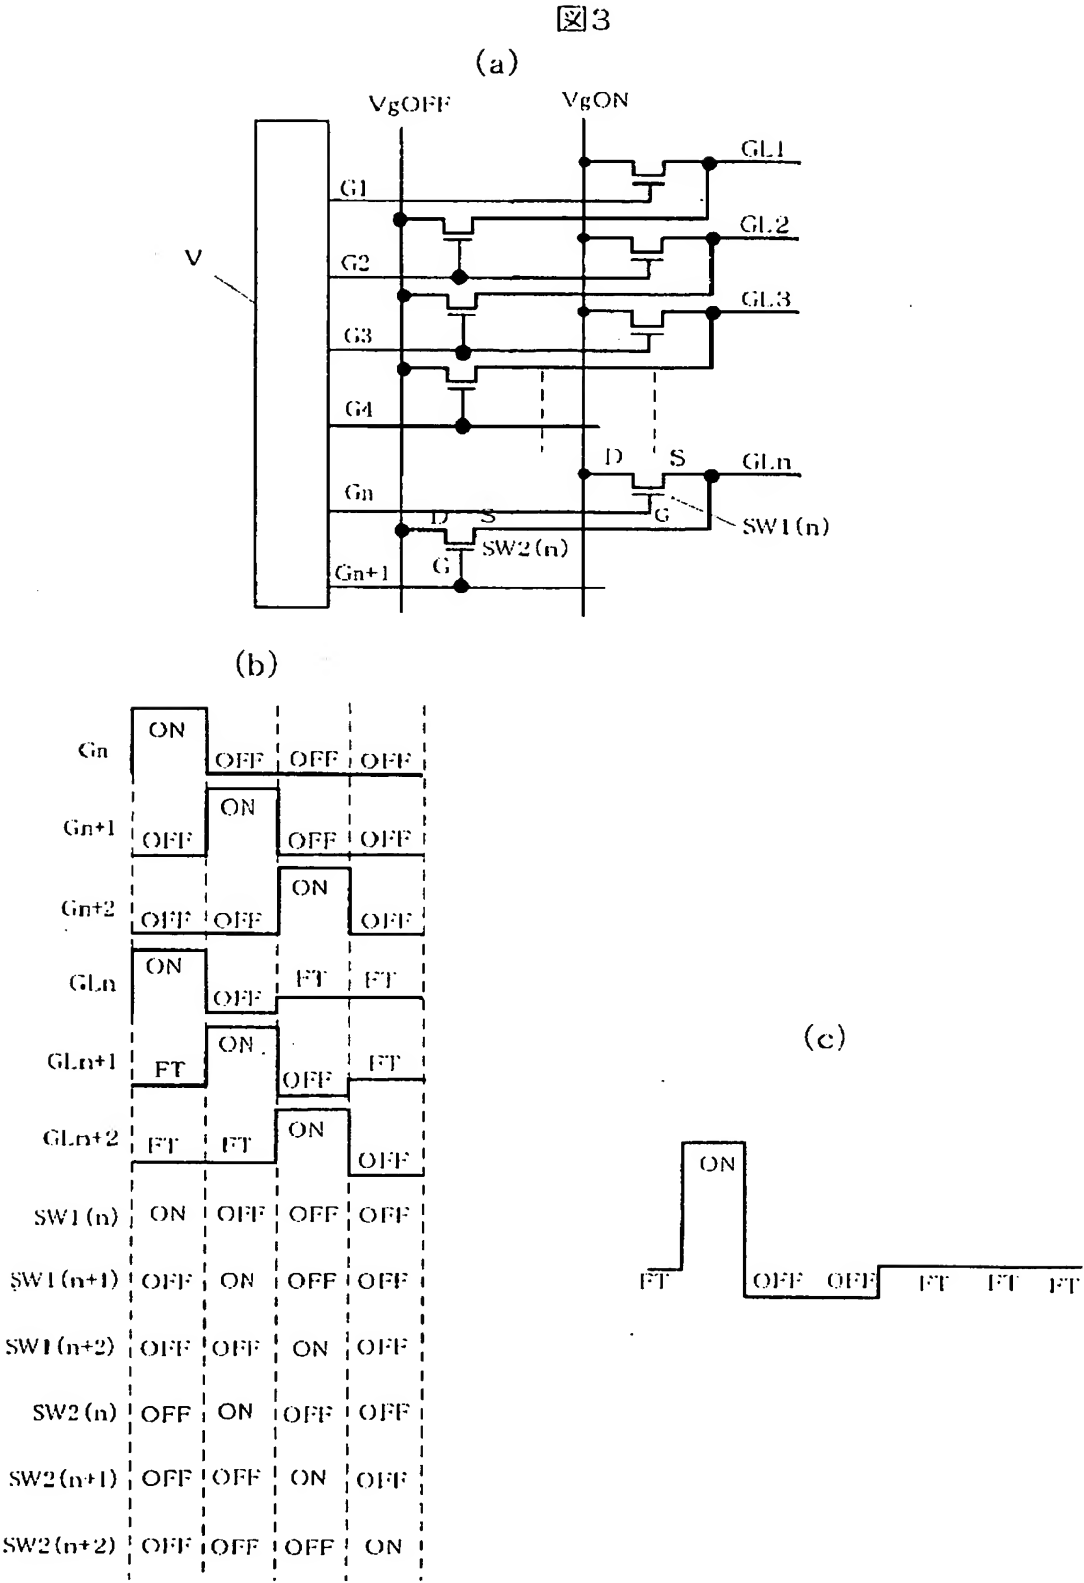 図3
(a)
VgOFF
VgON
GL1
G1
GL2
V
G2
GL3
G3
G4
D S GLn
Gn
G
SW1(n)
D S
SW2(n)
G
Gn+1
(b)
Gn ON OFF OFF OFF
Gn+1 OFF ON OFF OFF
Gn+2 OFF OFF ON OFF
GLn ON OFF FT FT
(c)
GLn+1 FT ON OFF FT
GLn+2 FT FT ON OFF
ON
SW1(n) ON OFF OFF OFF
SW1(n+1) OFF ON OFF OFF
FT OFF OFF FT FT FT
SW1(n+2) OFF OFF ON OFF
SW2(n) OFF ON OFF OFF
SW2(n+1) OFF OFF ON OFF
SW2(n+2) OFF OFF OFF ON